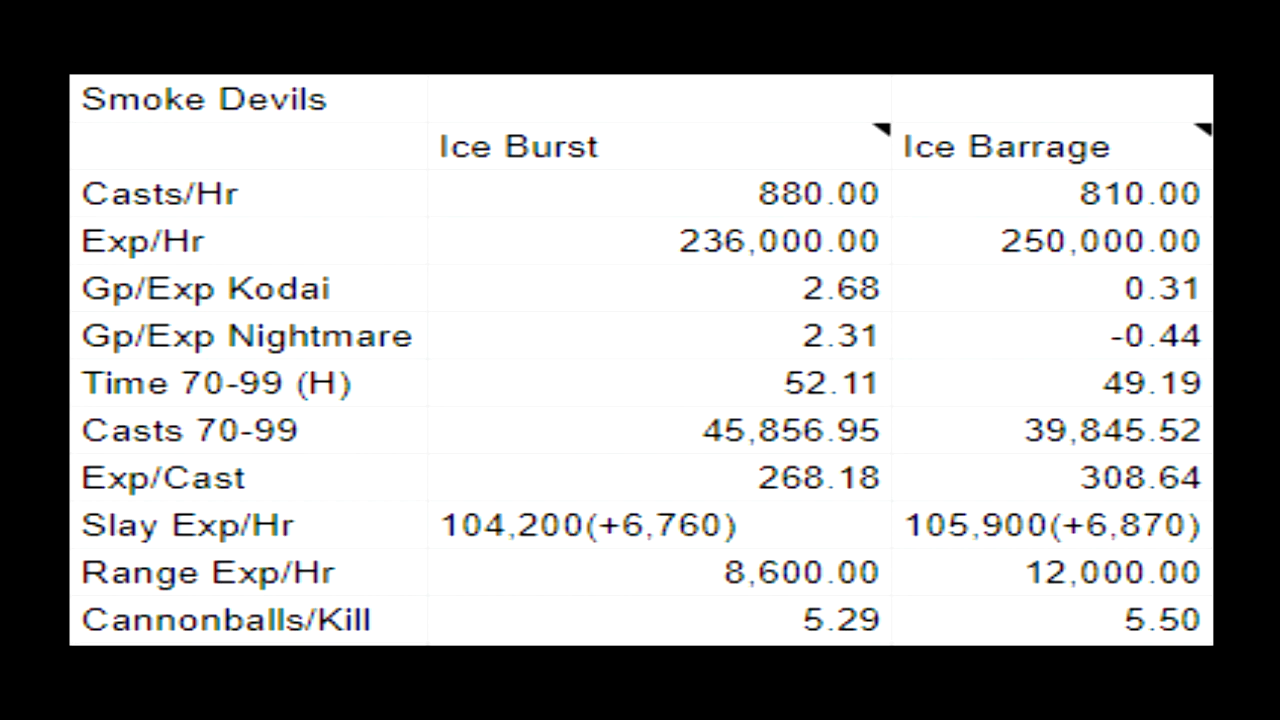 Smoke Devils
Ice Burst Ice Barrage
Casts/Hr 880.00 810.00
Exp/Hr 236,000.00 250,000.00
Gp/Exp Kodai 2.68 0.31
Gp/Exp Nightmare 2.31 -0.44
Time 70-99 (H) 52.11 49.19
Casts 70-99 45,856.95 39,845.52
Exp/Cast 268.18 308.64
Slay Exp/Hr 104,200(+6,760) 105,900(+6,870)
Range Exp/Hr 8,600.00 12,000.00
Cannonballs/Kill 5.29 5.50